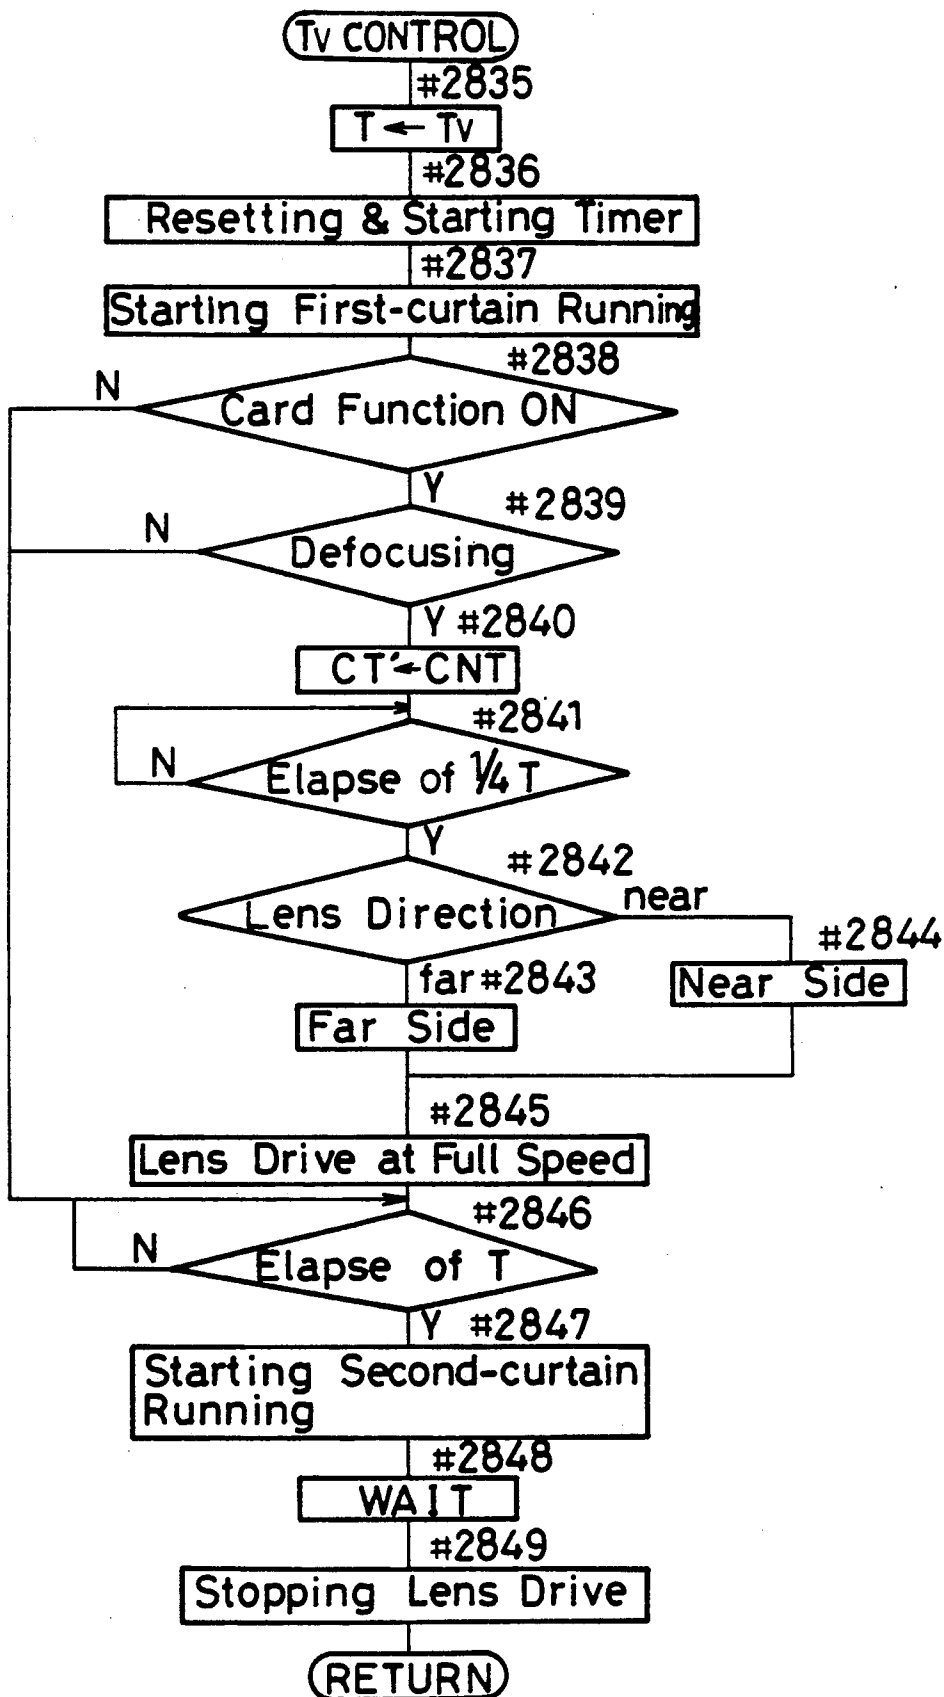 Tv CONTROL
#2835
T ← Tv
#2836
Resetting & Starting Timer
#2837
Starting First-curtain Running
#2838
N
Card Function ON
Y
#2839
N
Defocusing
Y #2840
CT'←CNT
#2841
N
Elapse of 1/4 T
Y
#2842
Lens Direction
near
#2844
far #2843
Near Side
Far Side
#2845
Lens Drive at Full Speed
#2846
N
Elapse of T
Y #2847
Starting Second-curtain
Running
#2848
WAIT
#2849
Stopping Lens Drive
RETURN